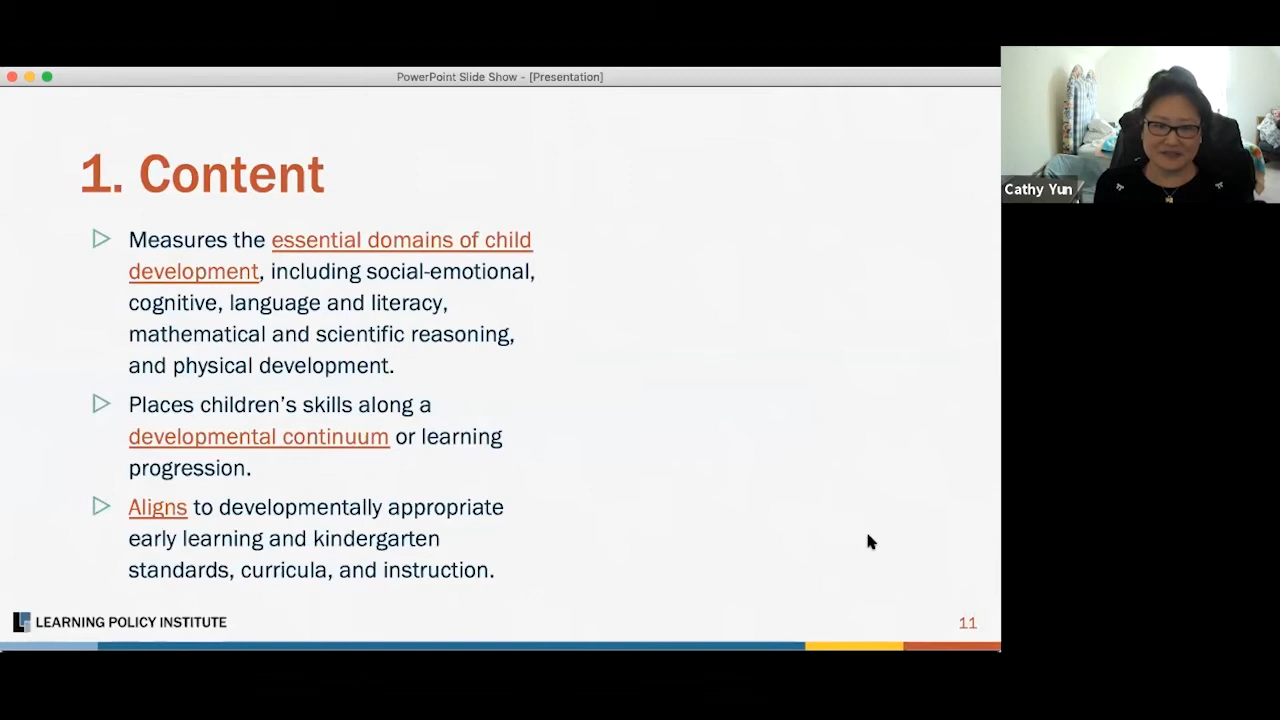 PowerPoint Slide Show - [Presentation]
1. Content
Measures the essential domains of child
development, including social-emotional,
cognitive, language and literacy,
mathematical and scientific reasoning,
and physical development.
Places children’s skills along a
developmental continuum or learning
progression.
Aligns to developmentally appropriate
early learning and kindergarten
standards, curricula, and instruction.
LEARNING POLICY INSTITUTE
11
Cathy Yun